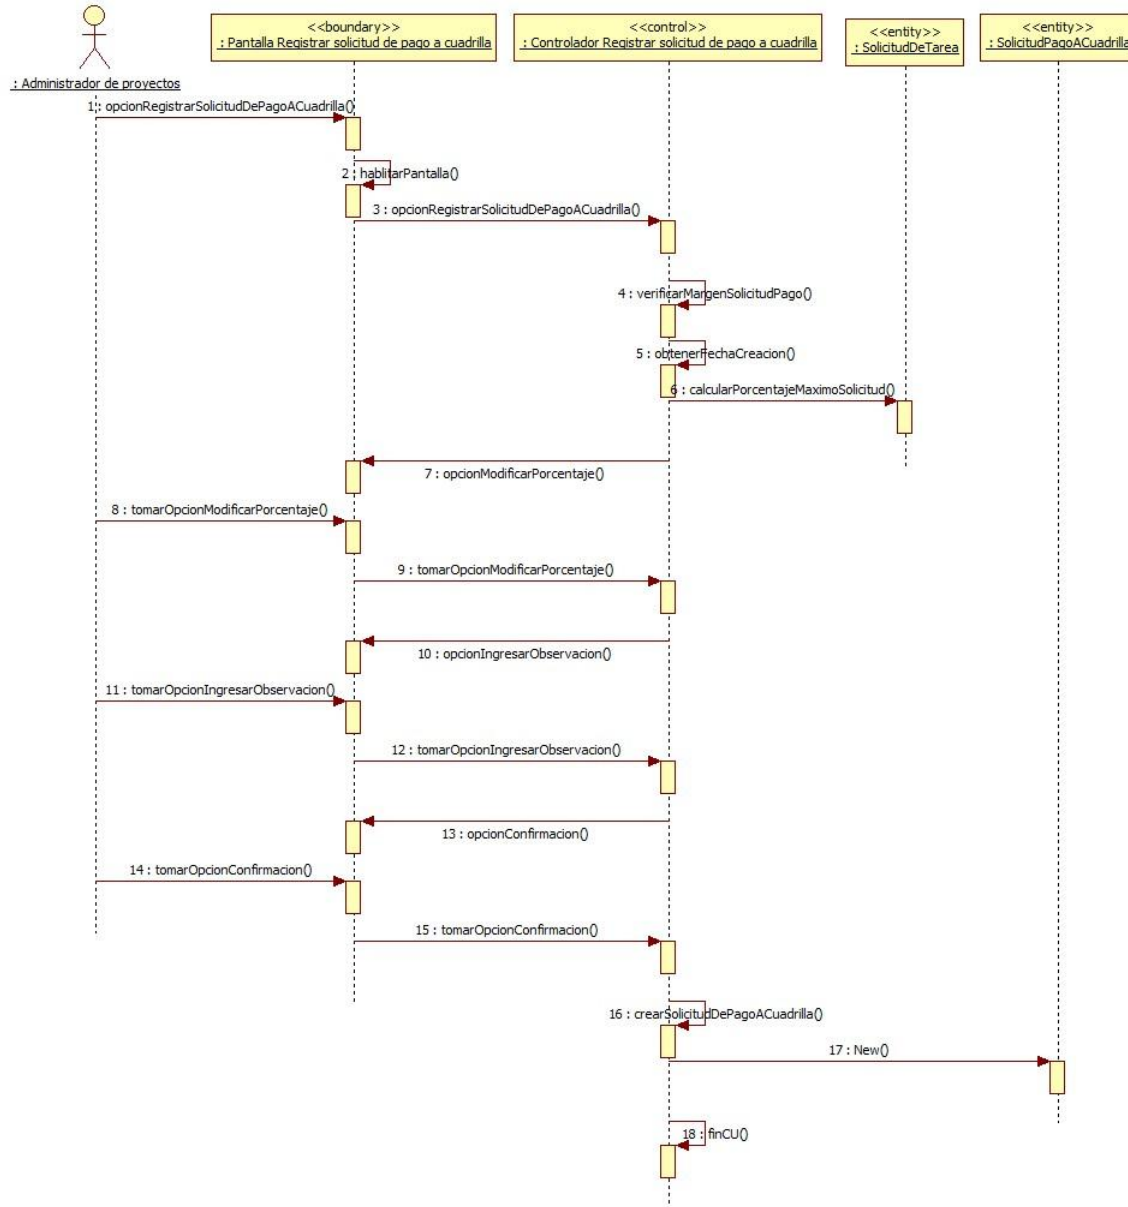 <<boundary>>
: Pantalla Registrar solicitud de pago a cuadrilla
<<control>>
: Controlador Registrar solicitud de pago a cuadrilla
<<entity>>
: SolicitudDeTarea
<<entity>>
: SolicitudPagoACuadrilla
: Administrador de proyectos
1 : opcionRegistrarSolicitudDePagoACuadrilla()
2 : hablitarPantalla()
3 : opcionRegistrarSolicitudDePagoACuadrilla()
4 : verificarMargenSolicitudPago()
5 : obtenerFechaCreacion()
6 : calcularPorcentajeMaximoSolicitud()
7 : opcionModificarPorcentaje()
8 : tomarOpcionModificarPorcentaje()
9 : tomarOpcionModificarPorcentaje()
10 : opcionIngresarObservacion()
11 : tomarOpcionIngresarObservacion()
12 : tomarOpcionIngresarObservacion()
13 : opcionConfirmacion()
14 : tomarOpcionConfirmacion()
15 : tomarOpcionConfirmacion()
16 : crearSolicitudDePagoACuadrilla()
17 : New()
18 : finCU()